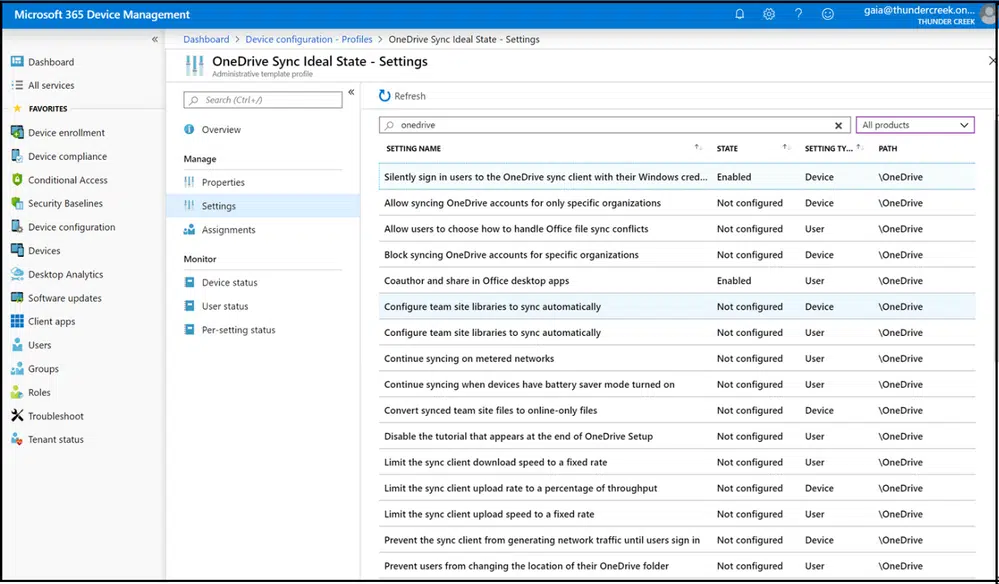 Microsoft 365 Device Management
gaia@thundercreek.on...
THUNDER CREEK
Dashboard > Device configuration - Profiles > OneDrive Sync Ideal State - Settings
OneDrive Sync Ideal State - Settings
Administrative template profile
Dashboard
All services
FAVORITES
Device enrollment
Device compliance
Conditional Access
Security Baselines
Device configuration
Devices
Desktop Analytics
Software updates
Client apps
Users
Groups
Roles
Troubleshoot
Tenant status
Search (Ctrl+/)
Overview
Manage
Properties
Settings
Assignments
Monitor
Device status
User status
Per-setting status
Refresh
onedrive
All products
SETTING NAME STATE SETTING TY... PATH
Silently sign in users to the OneDrive sync client with their Windows cred... Enabled Device \OneDrive
Allow syncing OneDrive accounts for only specific organizations Not configured Device \OneDrive
Allow users to choose how to handle Office file sync conflicts Not configured User \OneDrive
Block syncing OneDrive accounts for specific organizations Not configured Device \OneDrive
Coauthor and share in Office desktop apps Enabled User \OneDrive
Configure team site libraries to sync automatically Not configured Device \OneDrive
Configure team site libraries to sync automatically Not configured User \OneDrive
Continue syncing on metered networks Not configured User \OneDrive
Continue syncing when devices have battery saver mode turned on Not configured User \OneDrive
Convert synced team site files to online-only files Not configured Device \OneDrive
Disable the tutorial that appears at the end of OneDrive Setup Not configured User \OneDrive
Limit the sync client download speed to a fixed rate Not configured User \OneDrive
Limit the sync client upload rate to a percentage of throughput Not configured Device \OneDrive
Limit the sync client upload speed to a fixed rate Not configured User \OneDrive
Prevent the sync client from generating network traffic until users sign in Not configured Device \OneDrive
Prevent users from changing the location of their OneDrive folder Not configured User \OneDrive